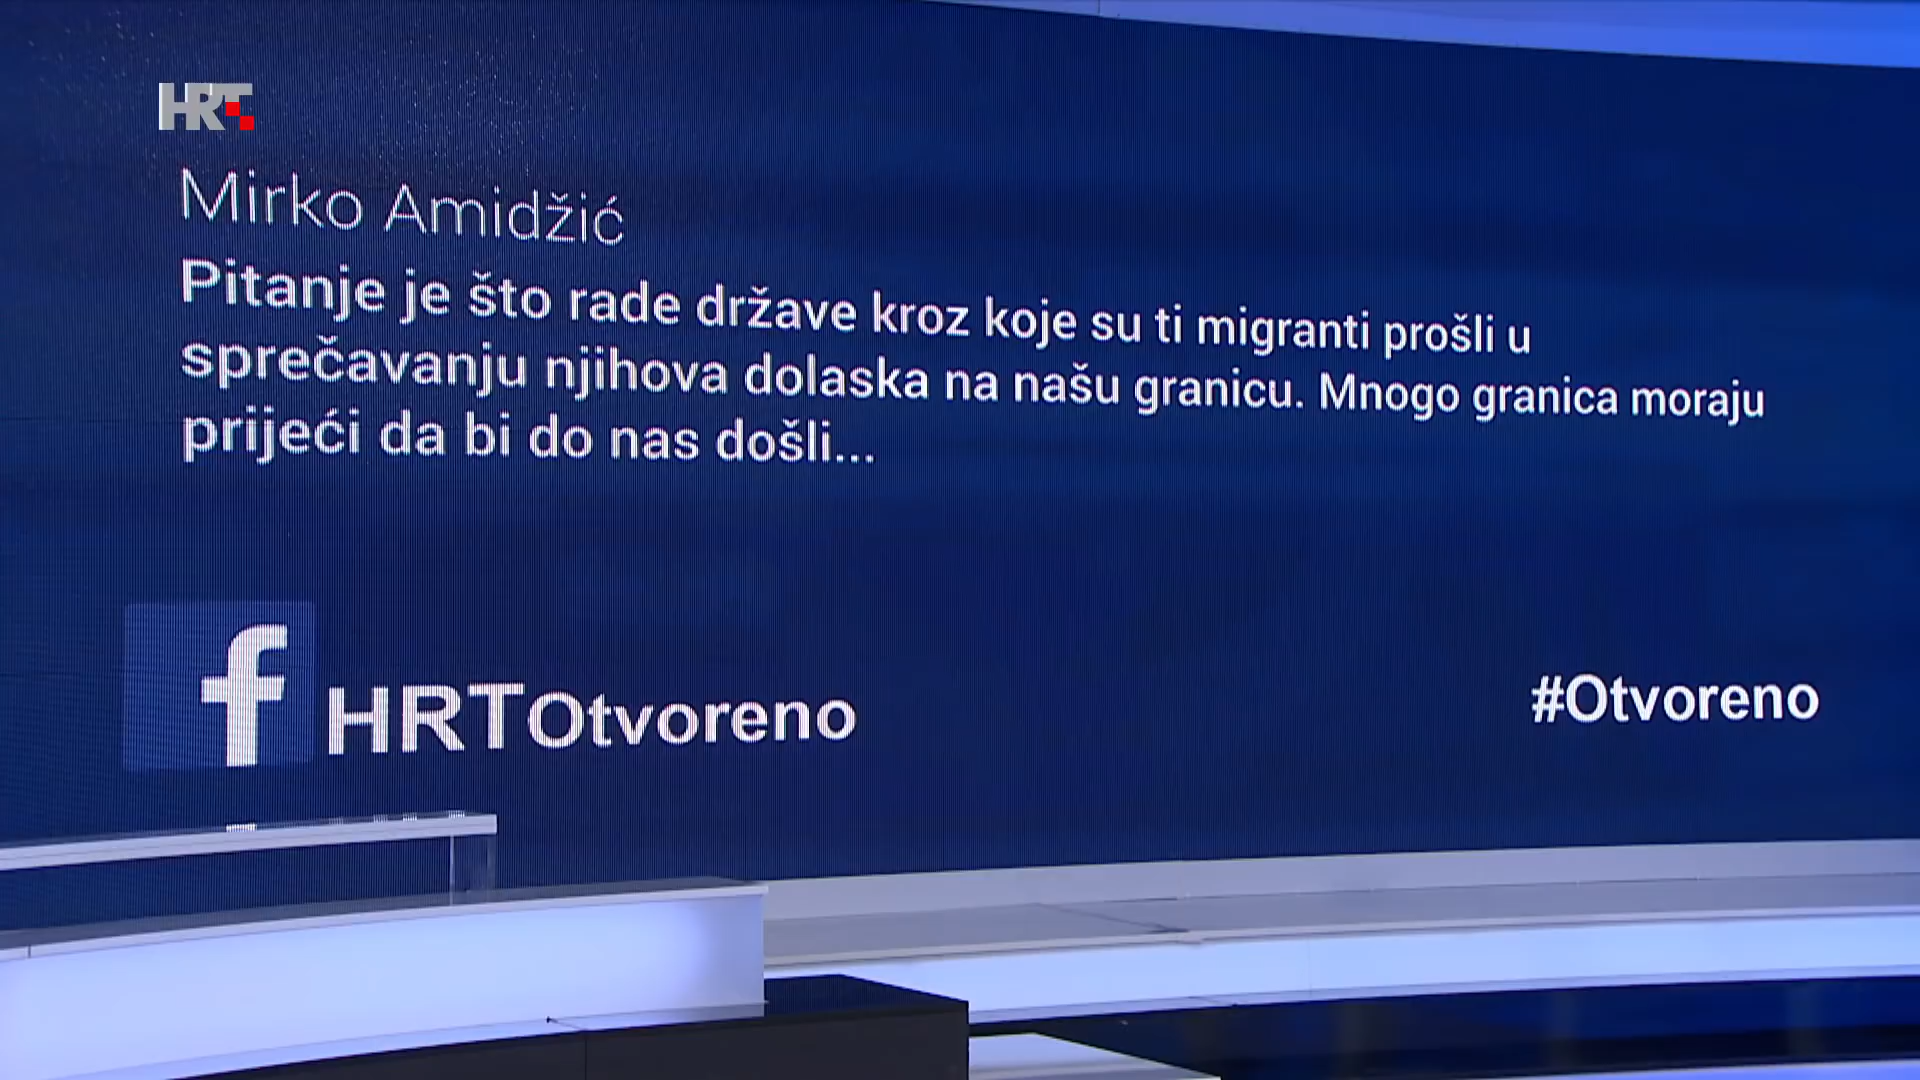 HRT
Mirko Amidžić
Pitanje je što rade države kroz koje su ti migranti prošli u
sprečavanju njihova dolaska na našu granicu. Mnogo granica moraju
prijeći da bi do nas došli...
f HRTOtvoreno
#Otvoreno